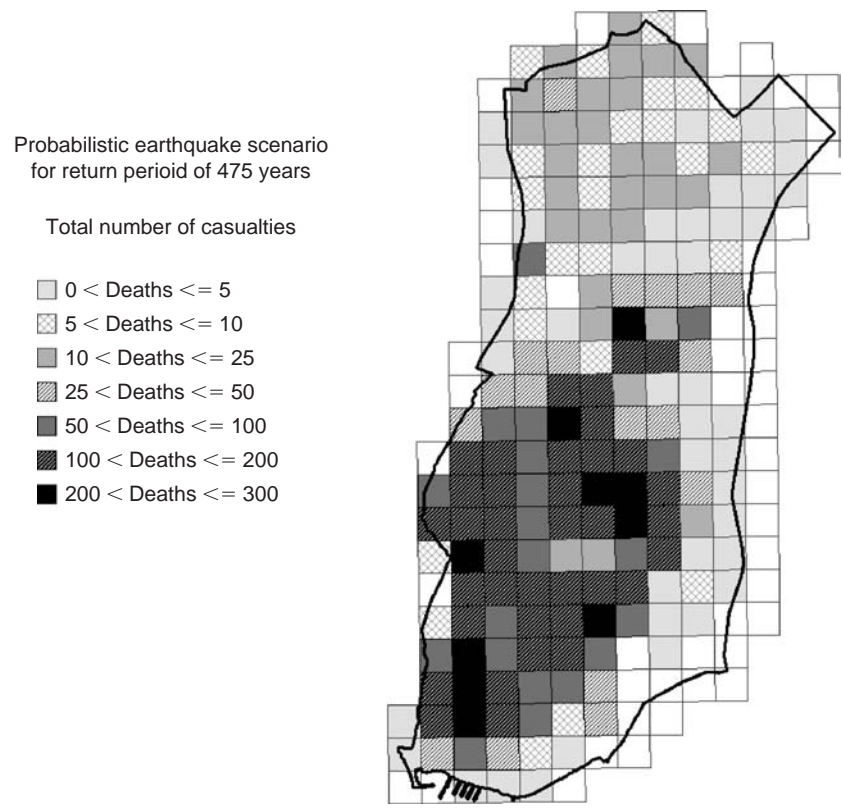 Probabilistic earthquake scenario
for return perioid of 475 years
Total number of casualties
0 < Deaths <= 5
5 < Deaths <= 10
10 < Deaths <= 25
25 < Deaths <= 50
50 < Deaths <= 100
100 < Deaths <= 200
200 < Deaths <= 300